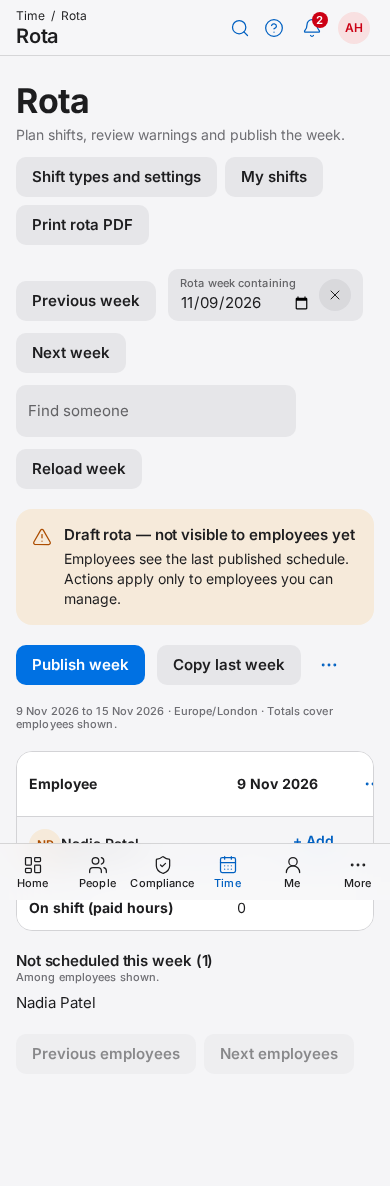 Time / Rota
Rota
2
AH
Rota
Plan shifts, review warnings and publish the week.
Shift types and settings
My shifts
Print rota PDF
Previous week
Rota week containing
11/09/2026
Next week
Find someone
Reload week
Draft rota — not visible to employees yet
Employees see the last published schedule.
Actions apply only to employees you can
manage.
Publish week
Copy last week
9 Nov 2026 to 15 Nov 2026 · Europe/London · Totals cover
employees shown.
Employee
9 Nov 2026
Nadia Patel
+ Add
Home
People
Compliance
Time
Me
More
On shift (paid hours)
0
Not scheduled this week (1)
Among employees shown.
Nadia Patel
Previous employees
Next employees